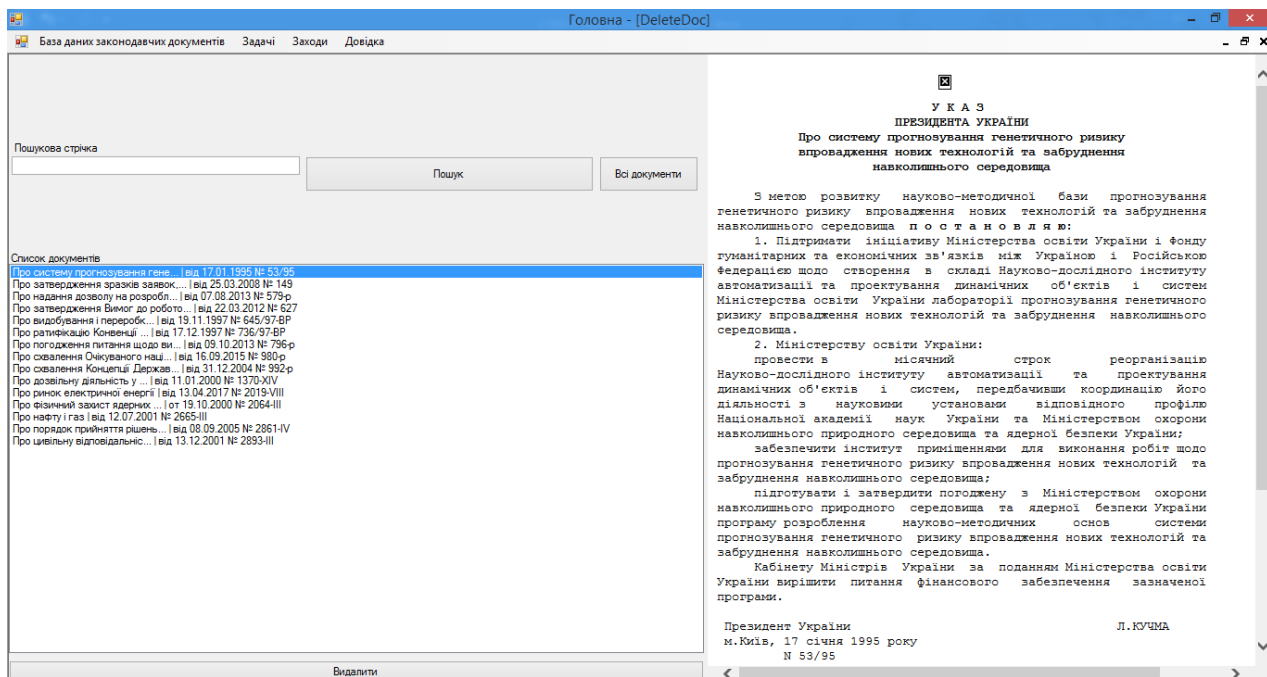 Головна - [DeleteDoc]
База даних законодавчих документів Задачі Заходи Довідка
Пошукова стрічка
Пошук
Всі документи
Список документів
Про систему прогнозування гене... | від 17.01.1995 № 53/95
Про затвердження зразків заявок,... | від 25.03.2008 № 149
Про надання дозволу на розробл... | від 07.08.2013 № 579-р
Про затвердження Вимог до робото... | від 22.03.2012 № 627
Про видобування і переробк... | від 19.11.1997 № 645/97-ВР
Про ратифікацію Конвенції ... | від 17.12.1997 № 736/97-ВР
Про погодження питання щодо ви... | від 09.10.2013 № 796-р
Про схвалення Очікуваного наці... | від 16.09.2015 № 980-р
Про схвалення Концепції Держав... | від 31.12.2004 № 992-р
Про дозвільну діяльність у ... | від 11.01.2000 № 1370-XIV
Про ринок електричної енергії | від 13.04.2017 № 2019-VIII
Про фізичний захист ядерних ... | от 19.10.2000 № 2064-III
Про нафту і газ | від 12.07.2001 № 2665-III
Про порядок прийняття рішень... | від 08.09.2005 № 2861-IV
Про цивільну відповідальніс... | від 13.12.2001 № 2893-III
Видалити
У К А З
ПРЕЗИДЕНТА УКРАЇНИ
Про систему прогнозування генетичного ризику
впровадження нових технологій та забруднення
навколишнього середовища
З метою розвитку науково-методичної бази прогнозування
генетичного ризику впровадження нових технологій та забруднення
навколишнього середовища п о с т а н о в л я ю:
1. Підтримати ініціативу Міністерства освіти України і Фонду
гуманітарних та економічних зв'язків між Україною і Російською
Федерацією щодо створення в складі Науково-дослідного інституту
автоматизації та проектування динамічних об'єктів і систем
Міністерства освіти України лабораторії прогнозування генетичного
ризику впровадження нових технологій та забруднення навколишнього
середовища.
2. Міністерству освіти України:
провести в місячний строк реорганізацію
Науково-дослідного інституту автоматизації та проектування
динамічних об'єктів і систем, передбачивши координацію його
діяльності з науковими установами відповідного профілю
Національної академії наук України та Міністерством охорони
навколишнього природного середовища та ядерної безпеки України;
забезпечити інститут приміщеннями для виконання робіт щодо
прогнозування генетичного ризику впровадження нових технологій та
забруднення навколишнього середовища;
підготувати і затвердити погоджену з Міністерством охорони
навколишнього природного середовища та ядерної безпеки України
програму розроблення науково-методичних основ системи
прогнозування генетичного ризику впровадження нових технологій та
забруднення навколишнього середовища.
Кабінету Міністрів України за поданням Міністерства освіти
України вирішити питання фінансового забезпечення зазначеної
програми.
Президент України Л.КУЧМА
м.Київ, 17 січня 1995 року
N 53/95